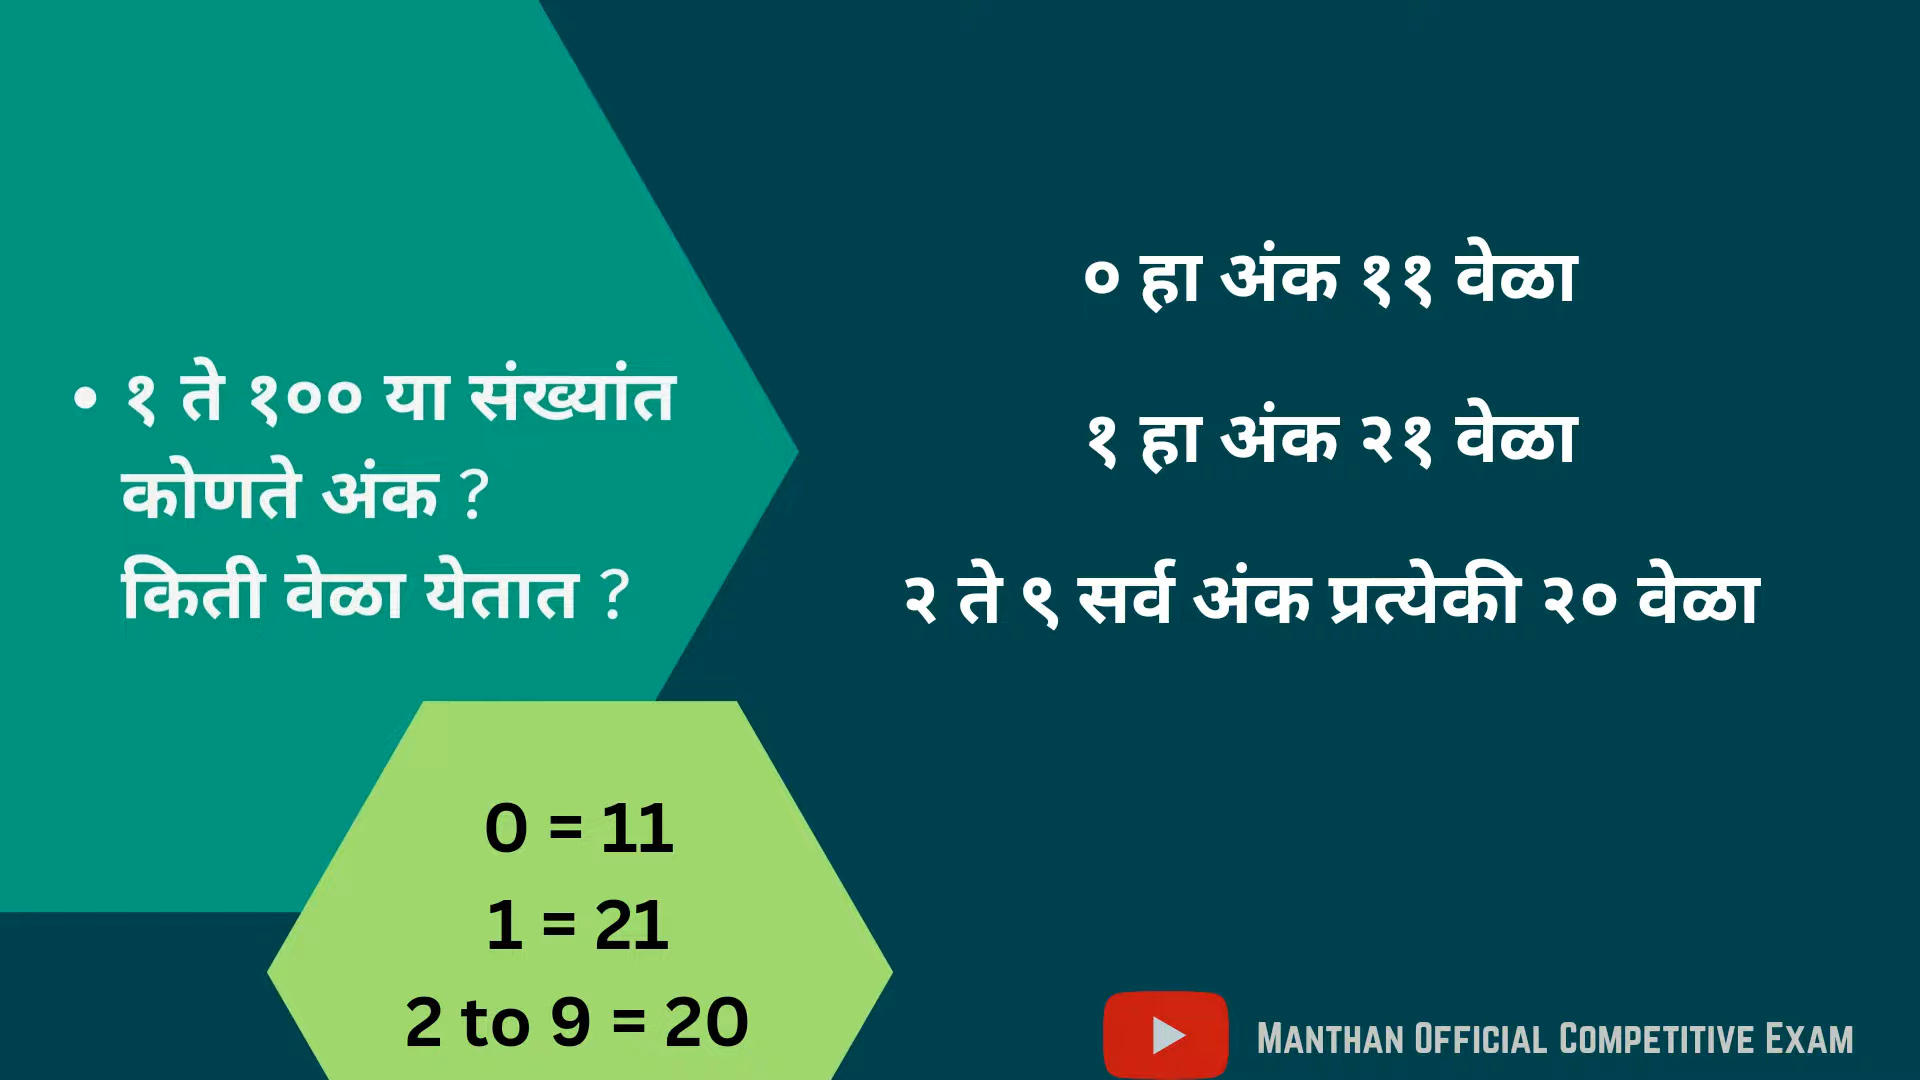 • १ ते १०० या संख्यांत
कोणते अंक ?
किती वेळा येतात ?
० हा अंक ११ वेळा
१ हा अंक २१ वेळा
२ ते ९ सर्व अंक प्रत्येकी २० वेळा
0 = 11
1 = 21
2 to 9 = 20
Manthan Official Competitive Exam